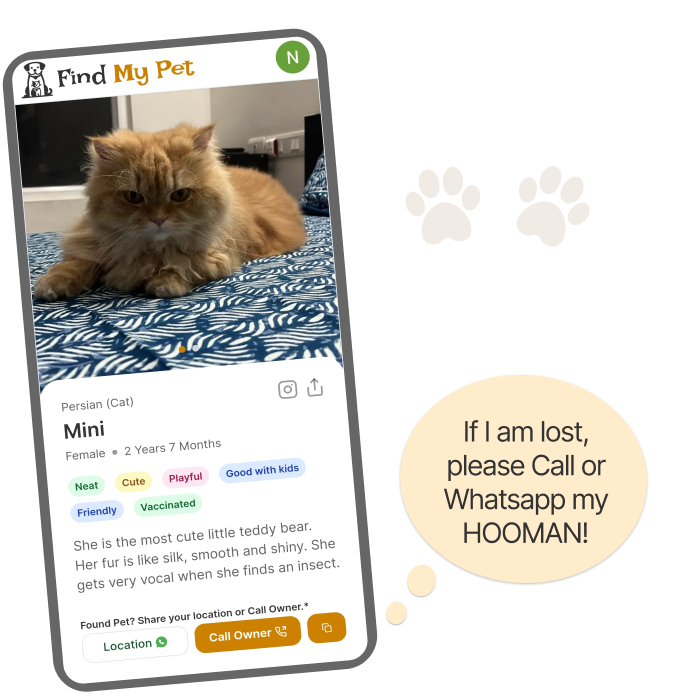 Find My Pet
N
Persian (Cat)
Mini
Female • 2 Years 7 Months
Neat Cute Playful Good with kids
Friendly Vaccinated
She is the most cute little teddy bear.
Her fur is like silk, smooth and shiny. She
gets very vocal when she finds an insect.
Found Pet? Share your location or Call Owner.*
Location Call Owner
If I am lost,
please Call or
Whatsapp my
HOOMAN!